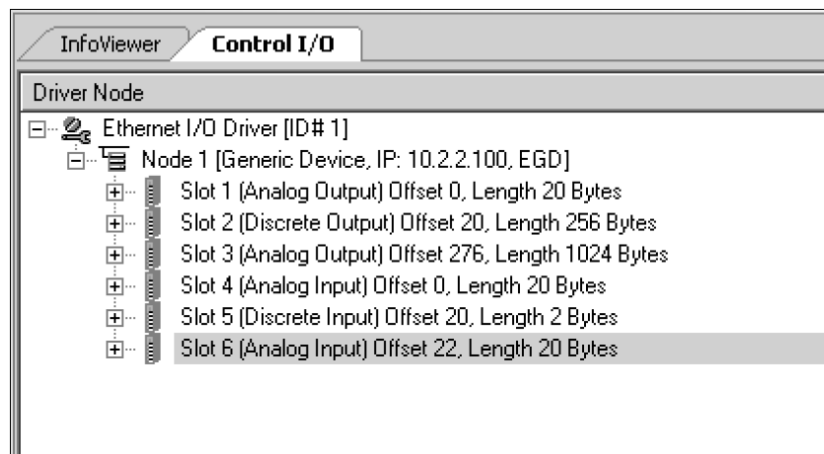 InfoViewer Control I/O
Driver Node
Ethernet I/O Driver [ID# 1]
Node 1 [Generic Device, IP: 10.2.2.100, EGD]
Slot 1 (Analog Output) Offset 0, Length 20 Bytes
Slot 2 (Discrete Output) Offset 20, Length 256 Bytes
Slot 3 (Analog Output) Offset 276, Length 1024 Bytes
Slot 4 (Analog Input) Offset 0, Length 20 Bytes
Slot 5 (Discrete Input) Offset 20, Length 2 Bytes
Slot 6 (Analog Input) Offset 22, Length 20 Bytes